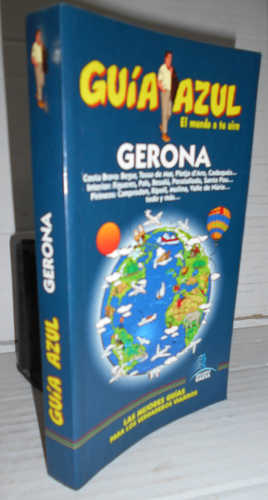 GUÍA AZUL
El mundo a tu aire
GERONA
Costa Brava: Begur, Tossa de Mar, Platja d'Aro, Cadaqués...
Interior: Figueres, Pals, Besalú, Peratallada, Santa Pau...
Pirineos: Camprodon, Ripoll, Molina, Valle de Núria...
todo y más...
LAS MEJORES GUÍAS
PARA LOS VERDADEROS VIAJEROS
GAESA
GUÍA AZUL GERONA